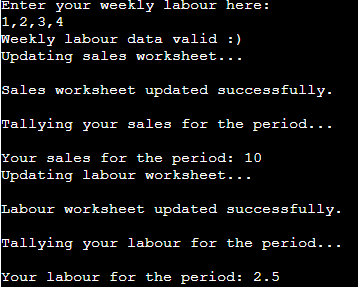 Enter your weekly labour here:
1,2,3,4
Weekly labour data valid :)
Updating sales worksheet...
Sales worksheet updated successfully.
Tallying your sales for the period...
Your sales for the period: 10
Updating labour worksheet...
Labour worksheet updated successfully.
Tallying your labour for the period...
Your labour for the period: 2.5